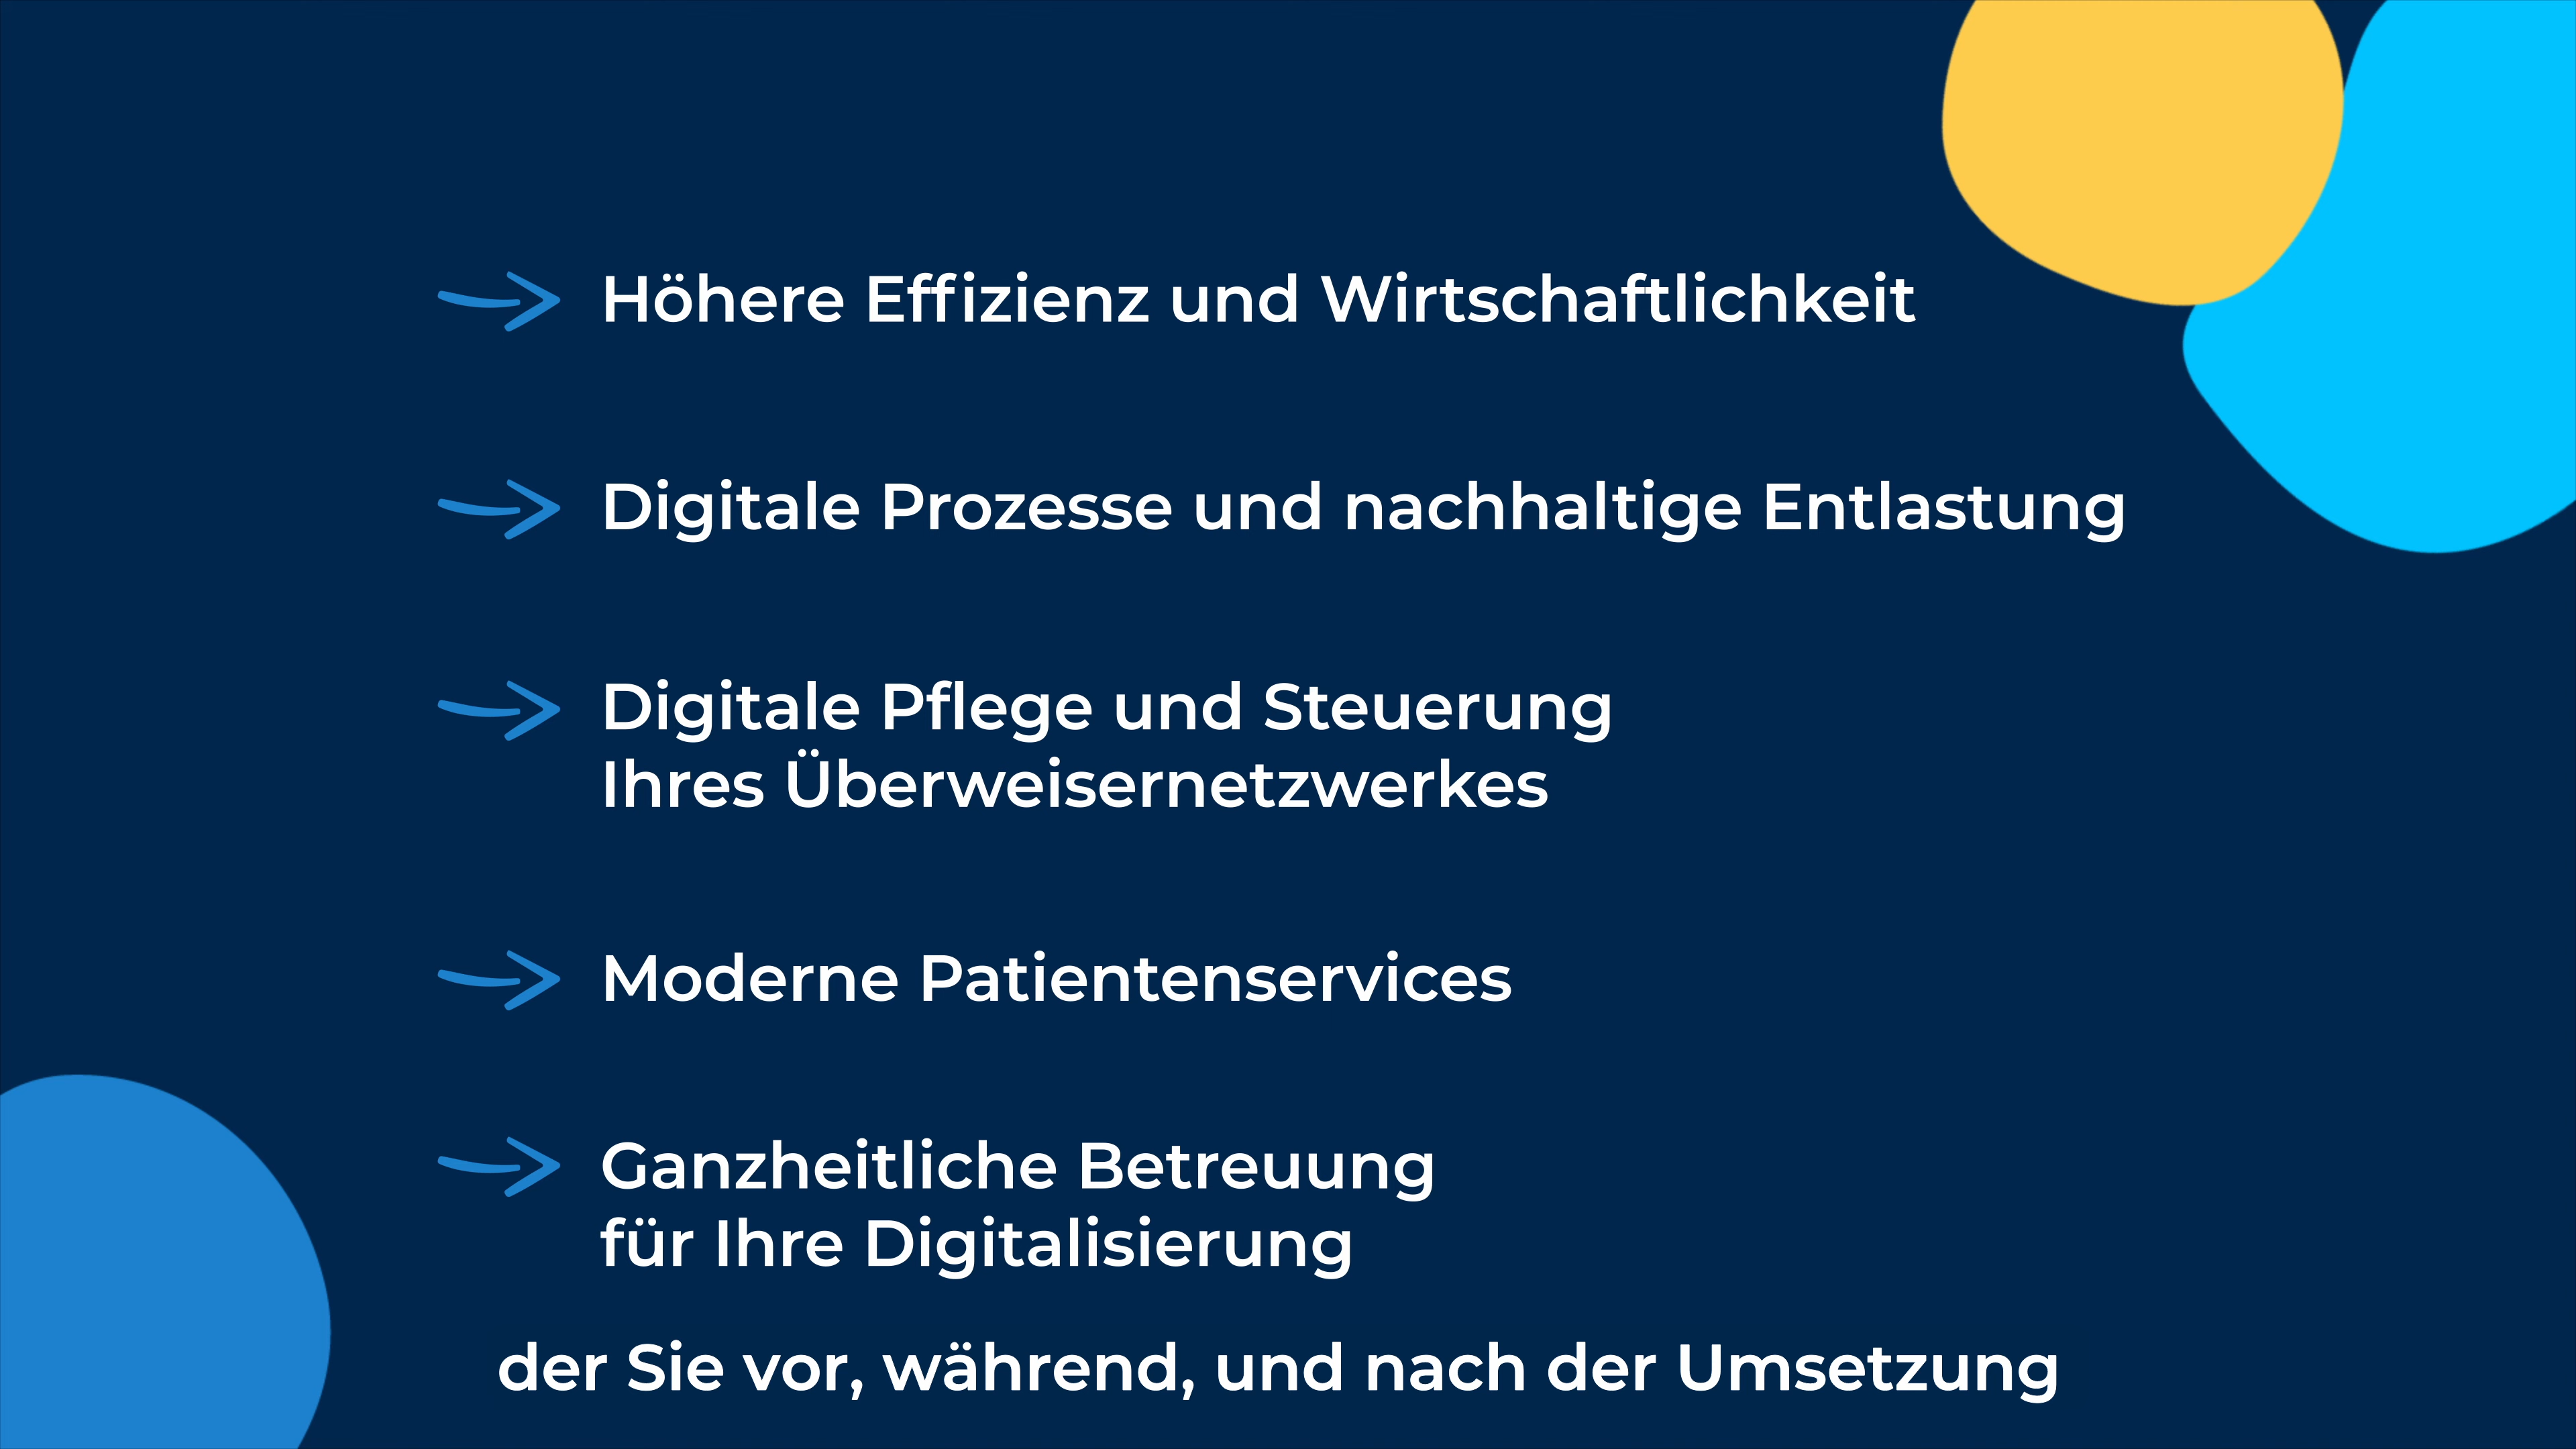 Höhere Effizienz und Wirtschaftlichkeit
Digitale Prozesse und nachhaltige Entlastung
Digitale Pflege und Steuerung
Ihres Überweisernetzwerkes
Moderne Patientenservices
Ganzheitliche Betreuung
für Ihre Digitalisierung
der Sie vor, während, und nach der Umsetzung